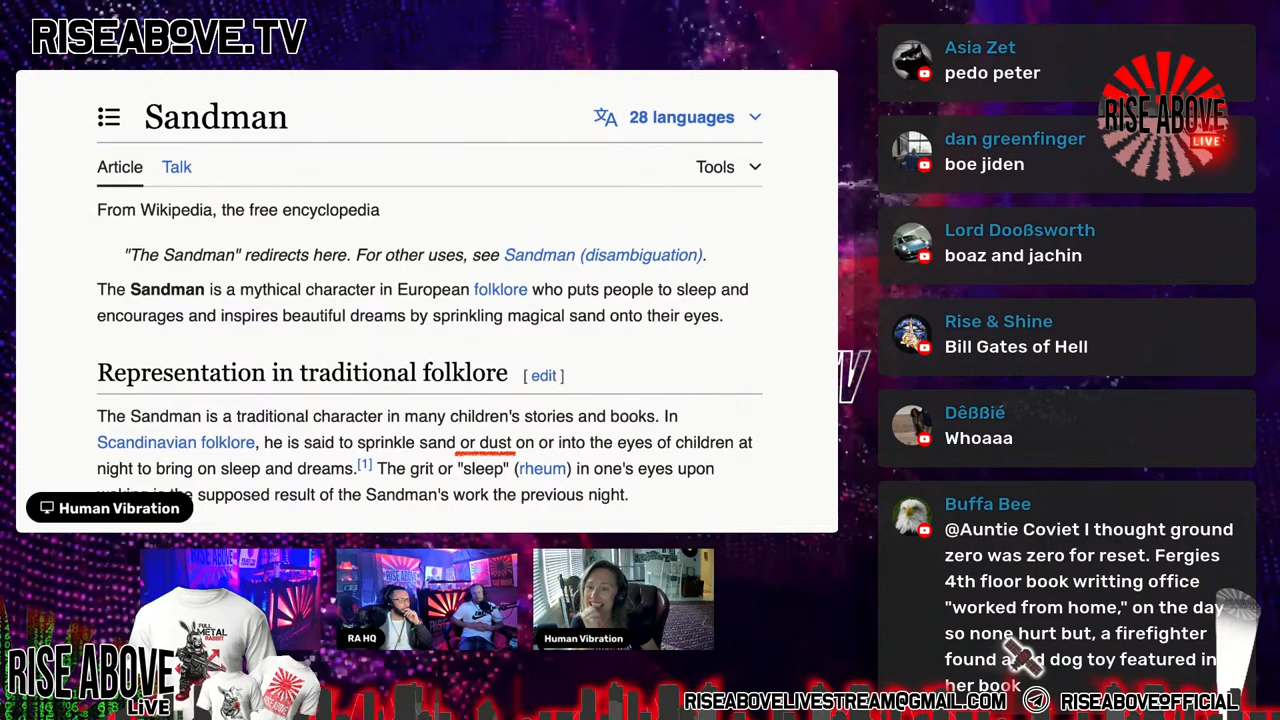 RISEABOVE.TV
Sandman
28 languages
Article Talk
Tools
From Wikipedia, the free encyclopedia
"The Sandman" redirects here. For other uses, see Sandman (disambiguation).
The Sandman is a mythical character in European folklore who puts people to sleep and
encourages and inspires beautiful dreams by sprinkling magical sand onto their eyes.
Representation in traditional folklore [ edit ]
The Sandman is a traditional character in many children's stories and books. In
Scandinavian folklore, he is said to sprinkle sand or dust on or into the eyes of children at
night to bring on sleep and dreams.[1] The grit or "sleep" (rheum) in one's eyes upon
the supposed result of the Sandman's work the previous night.
Human Vibration
RA HQ
Human Vibration
FULL
METAL
RABBIT
RISE ABOVE
LIVE
Asia Zet
pedo peter
RISE ABOVE
LIVE
dan greenfinger
boe jiden
Lord Dooßsworth
boaz and jachin
Rise & Shine
Bill Gates of Hell
Dêßßié
Whoaaa
Buffa Bee
@Auntie Coviet I thought ground
zero was zero for reset. Fergies
4th floor book writting office
"worked from home," on the day
so none hurt but, a firefighter
found dog toy featured in
her book
RISEABOVELIVESTREAM@GMAIL.COM
RISEABOVE9FFICIAL